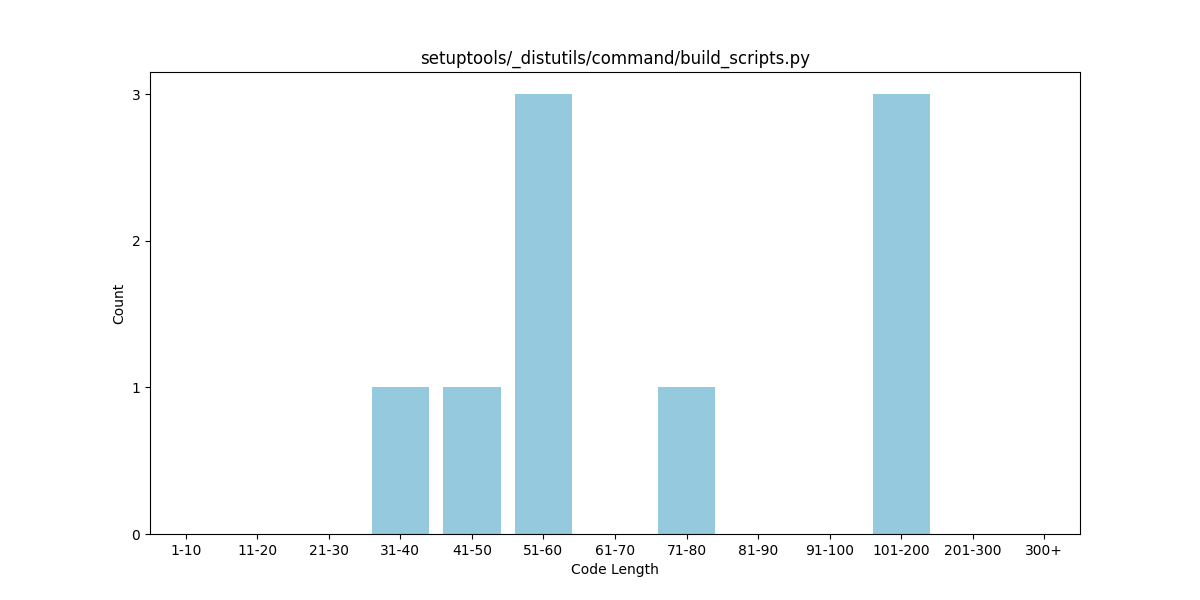 setuptools/_distutils/command/build_scripts.py
3
2
1
0
Count
1-10 11-20 21-30 31-40 41-50 51-60 61-70 71-80 81-90 91-100 101-200 201-300 300+
Code Length